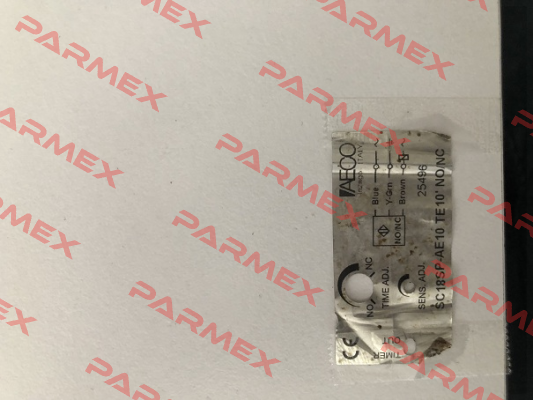 PARMEX
PARMEX
PARMEX
PARMEX
PARMEX
PARMEX
PARMEX
PARMEX
PARMEX
AECO
Blue
Y-Grn
Brown
NO/NC
25496
NO
NC
TIME ADJ.
SENS. ADJ.
SC18SP-AE10 TE10" NO/NC
CE
OUT
TIMER